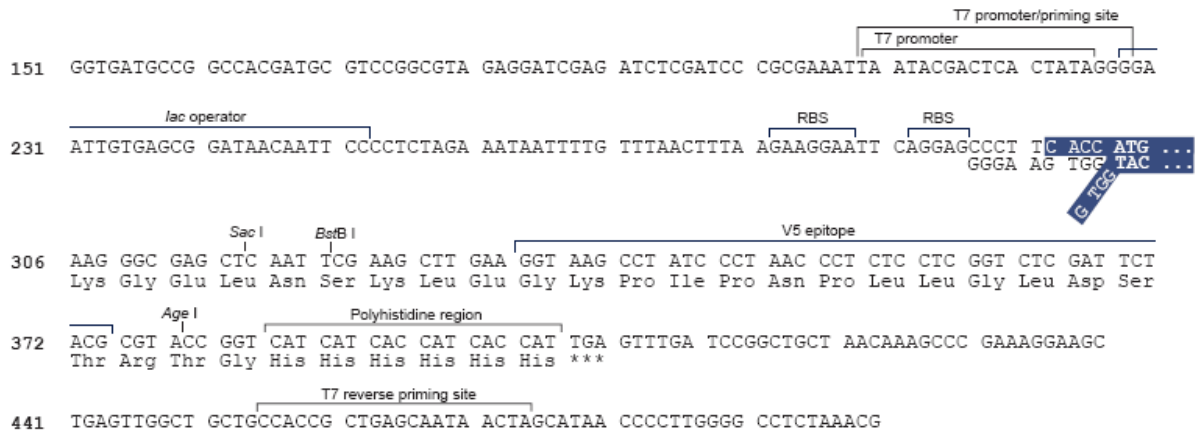 T7 promoter/priming site
T7 promoter
151 GGTGATGCCG GCCACGATGC GTCCGGCGTA GAGGATCGAG ATCTCGATCC CGCGAAATTAA ATACGACTCA CTATAGGGGA
lac operator RBS RBS
231 ATTGTGAGCG GATAACAATT CCCCTCTAGA AATAATTTTG TTTAACTTTA AGAAGGAATT CAGGAGCCCT TC ACC ATG ...
GGGA AG TGG TAC ...
G TGG
Sac I BstB I V5 epitope
306 AAG GGC GAG CTC AAT TCG AAG CTT GAA GGT AAG CCT ATC CCT AAC CCT CTC CTC GGT CTC GAT TCT
Lys Gly Glu Leu Asn Ser Lys Leu Glu Gly Lys Pro Ile Pro Asn Pro Leu Leu Gly Leu Asp Ser
Age I Polyhistidine region
372 ACG CGT ACC GGT CAT CAT CAC CAT CAC CAT TGA GTTTGA TCCGGCTGCT AACAAAGCCC GAAAGGAAGC
Thr Arg Thr Gly His His His His His His ***
T7 reverse priming site
441 TGAGTTGGCT GCTGCCACCG CTGAGCAATA ACTAGCATAA CCCCTTGGGG CCTCTAAACG